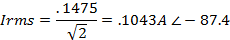 Irms = .1475/√2 = .1043A ∠ − 87.4